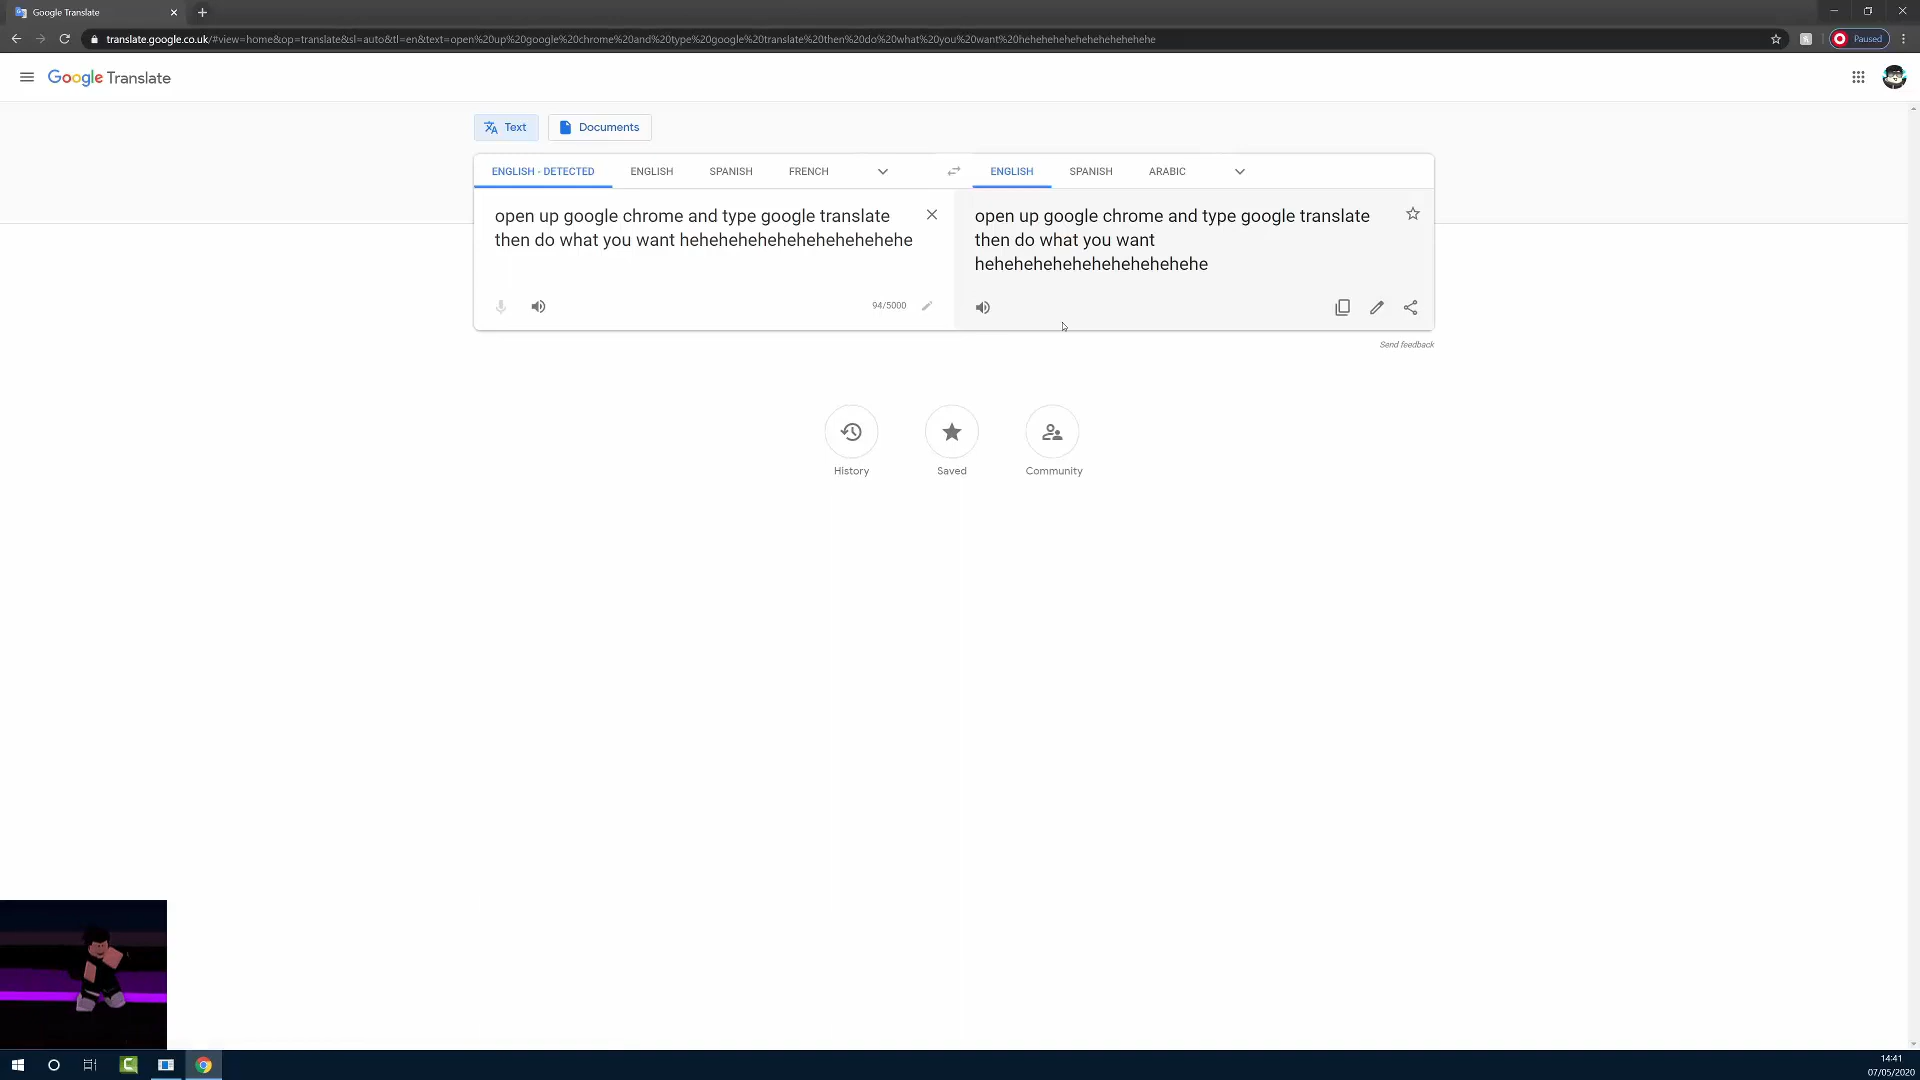 Google Translate
translate.google.co.uk/#view=home&op=translate&sl=auto&tl=en&text=open%20up%20google%20chrome%20and%20type%20google%20translate%20then%20do%20what%20you%20want%20hehehehehehehehehehehehe
Paused
Google Translate
Text
Documents
ENGLISH - DETECTED
ENGLISH
SPANISH
FRENCH
ENGLISH
SPANISH
ARABIC
open up google chrome and type google translate
then do what you want hehehehehehehehehehehehe
94/5000
open up google chrome and type google translate
then do what you want
hehehehehehehehehehehehe
Send feedback
History
Saved
Community
14:41
07/05/2020